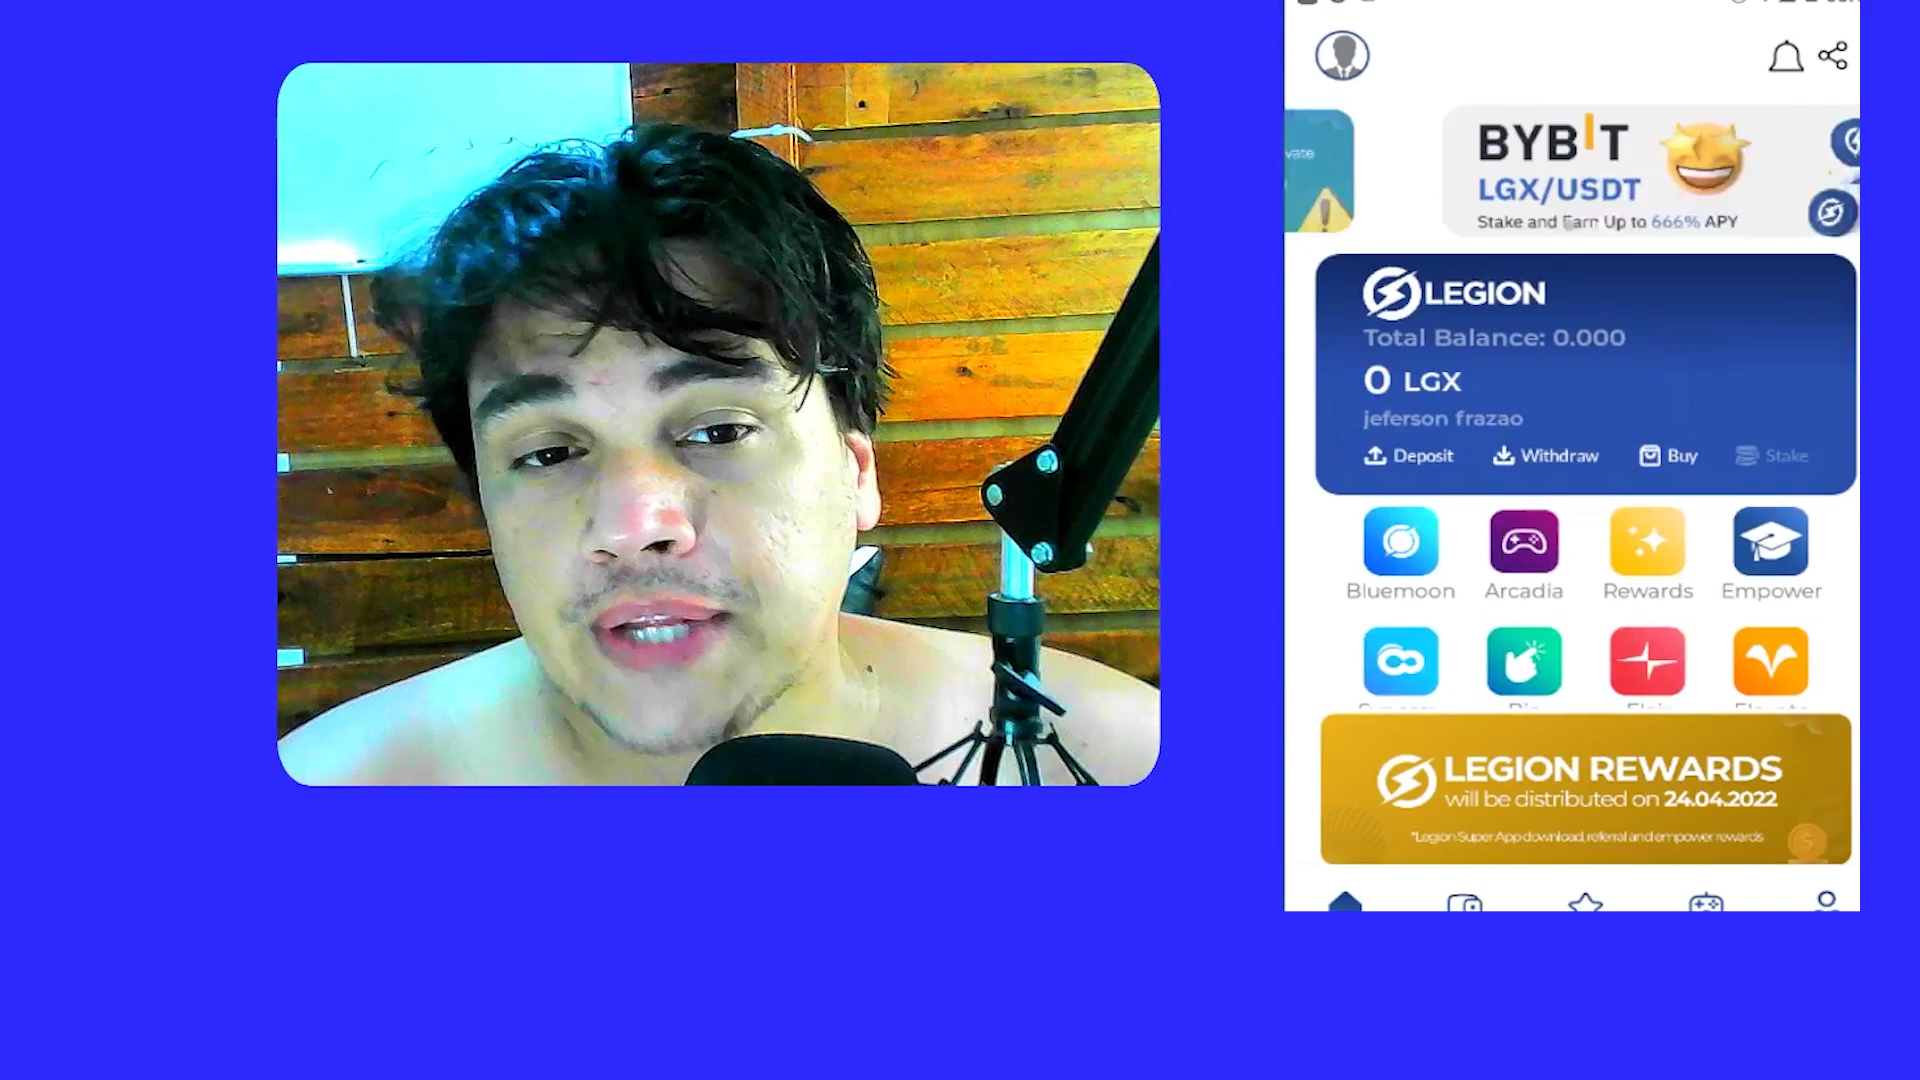 vate
BYBIT
LGX/USDT
Stake and Earn Up to 666% APY
LEGION
Total Balance: 0.000
0 LGX
jeferson frazao
Deposit Withdraw Buy Stake
Bluemoon Arcadia Rewards Empower
LEGION REWARDS
will be distributed on 24.04.2022
*Legion Super App download, referral and empower rewards